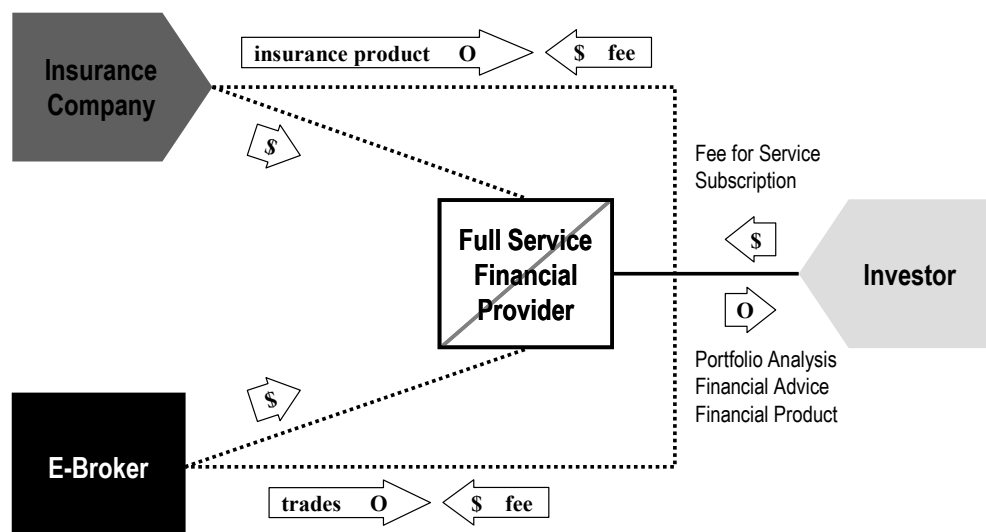 insurance product O
$ fee
Insurance
Company
$
Fee for Service
Subscription
$
Full Service
Financial
Provider
Investor
O
Portfolio Analysis
Financial Advice
Financial Product
$
E-Broker
trades O
$ fee